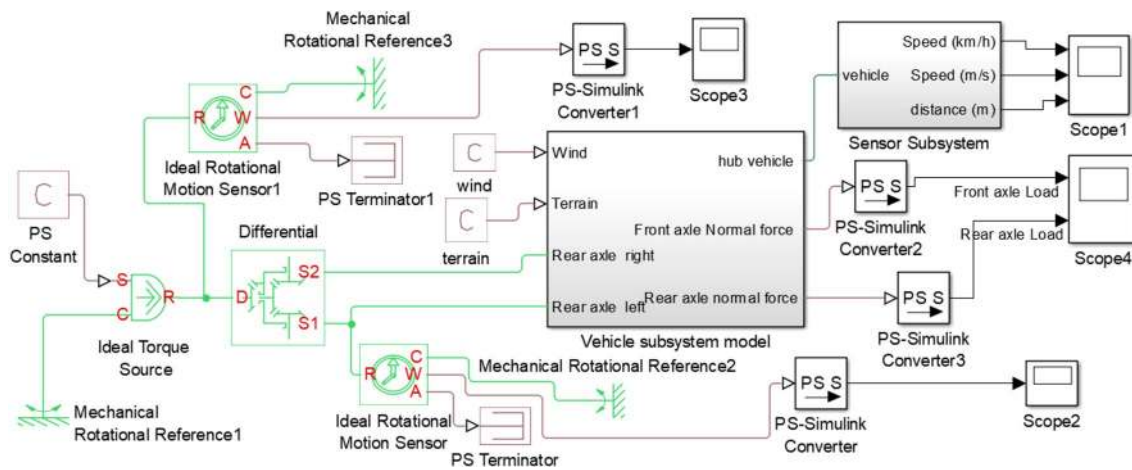 Mechanical
Rotational Reference3
C
R W
A
Ideal Rotational
Motion Sensor1
PS Terminator1
PS S
PS-Simulink
Converter1
Scope3
vehicle
Speed (km/h)
Speed (m/s)
distance (m)
Sensor Subsystem
Scope1
C
PS
Constant
C
wind
C
terrain
Wind
Terrain
Rear axle right
Rear axle left
hub vehicle
Front axle Normal force
Rear axle normal force
Vehicle subsystem model
PS S
PS-Simulink
Converter2
Front axle Load
Rear axle Load
Scope4
PS S
PS-Simulink
Converter3
S
R
C
Ideal Torque
Source
Mechanical
Rotational Reference1
Differential
D
S2
S1
C
R W
A
Ideal Rotational
Motion Sensor
PS Terminator
Mechanical Rotational Reference2
PS S
PS-Simulink
Converter
Scope2